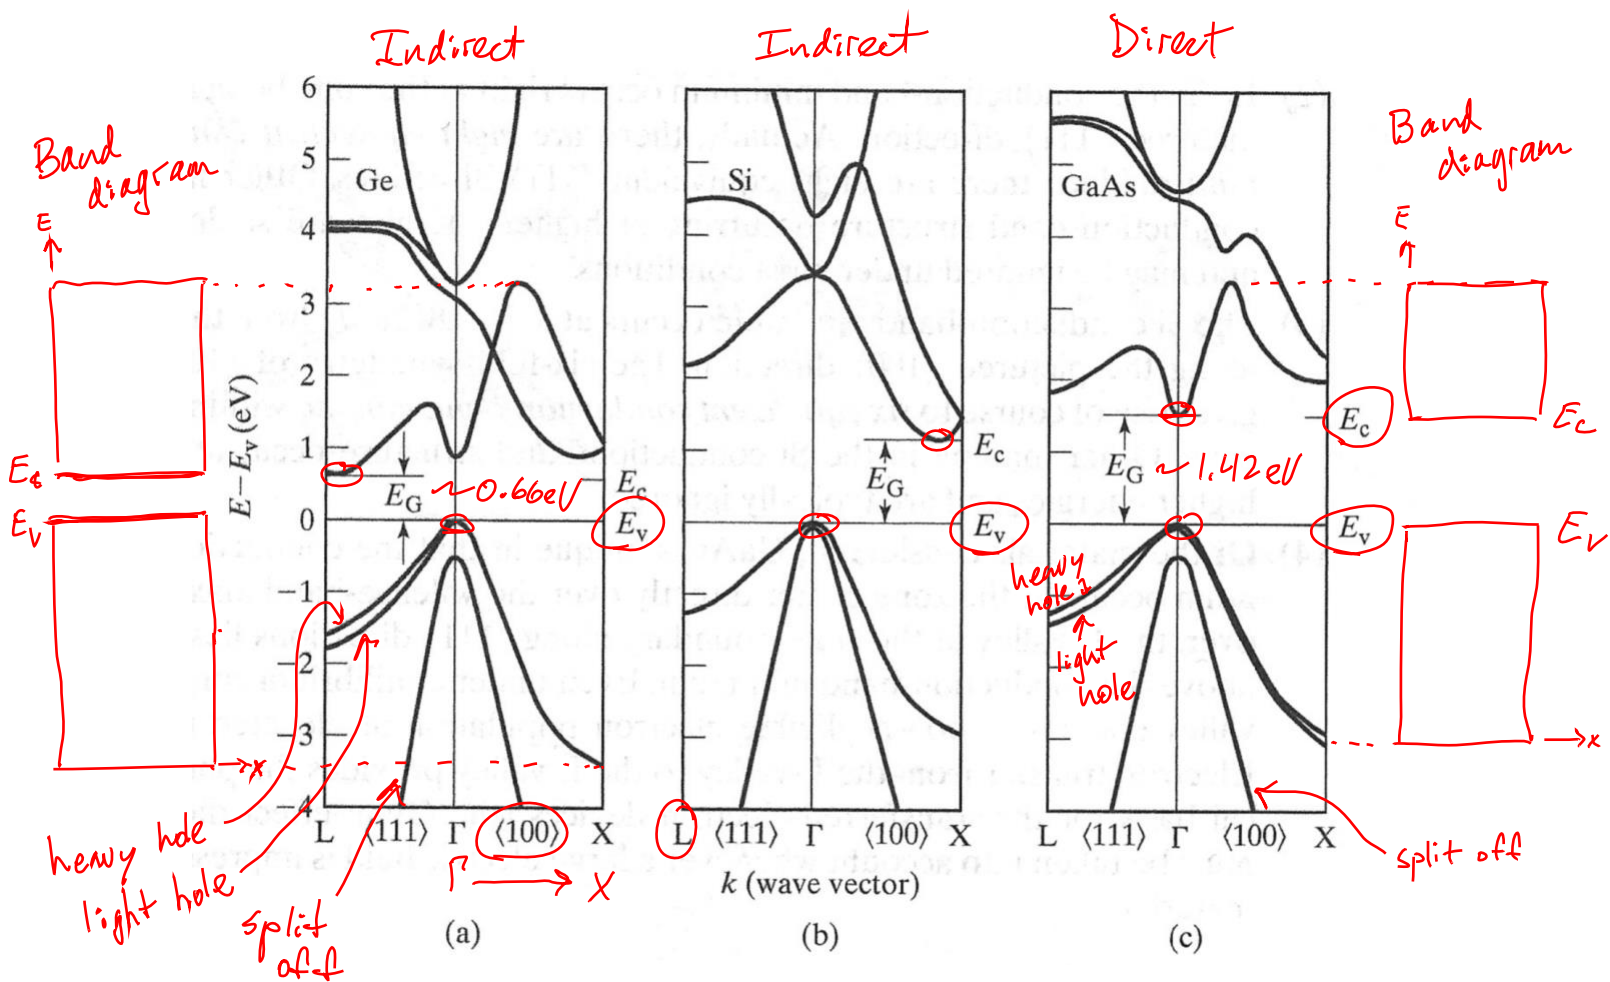 Indirect
Indirect
Direct
Band
diagram
E
Es
Ev
x
E−Ev (eV)
6
5
4
3
2
1
0
−1
−2
−3
−4
Ge
EG
~0.66eV
Ec
Ev
L ⟨111⟩ Γ ⟨100⟩ X
Γ → X
(a)
heavy hole
light hole
split
off
Si
EG
Ec
Ev
L ⟨111⟩ Γ ⟨100⟩ X
k (wave vector)
(b)
GaAs
EG
~1.42eV
Ec
Ev
heavy
hole
light
hole
L ⟨111⟩ Γ ⟨100⟩ X
(c)
split off
Band
diagram
E
Ec
Ev
x